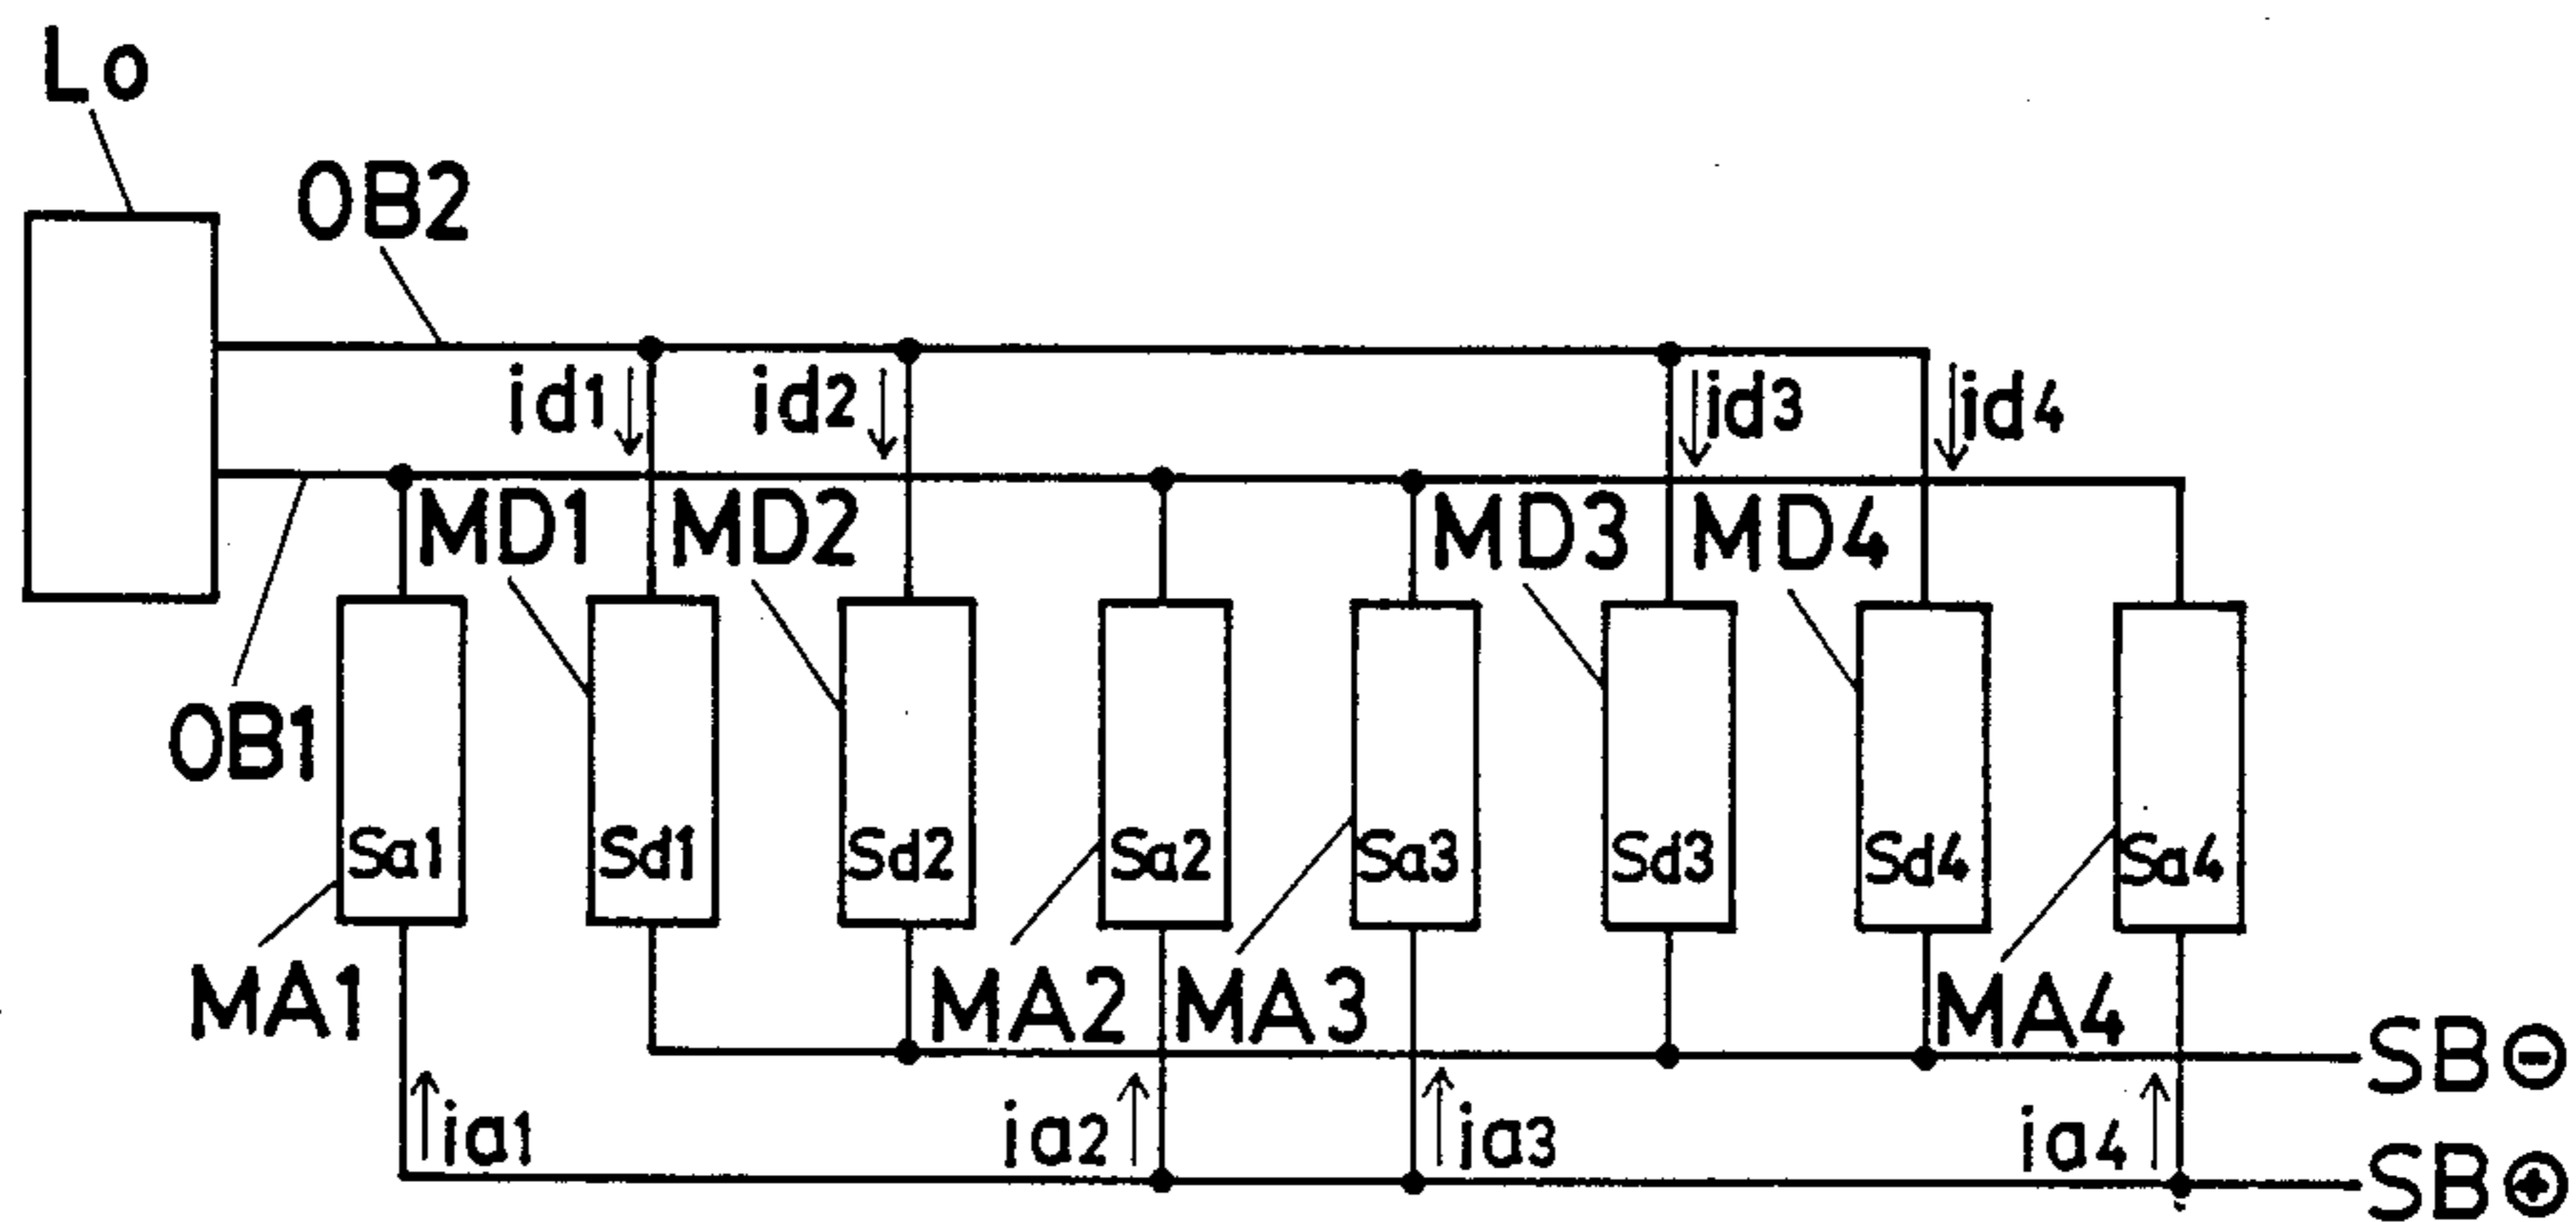 Lo
OB2
id1 id2 id3 id4
MD1 MD2 MD3 MD4
OB1
Sa1 Sd1 Sd2 Sa2 Sa3 Sd3 Sd4 Sa4
MA1 MA2 MA3 MA4
SB⊖
ia1 ia2 ia3 ia4
SB⊕